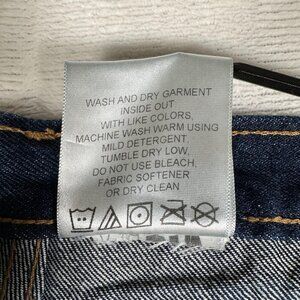 WASH AND DRY GARMENT
INSIDE OUT
WITH LIKE COLORS,
MACHINE WASH WARM USING
MILD DETERGENT,
TUMBLE DRY LOW,
DO NOT USE BLEACH,
FABRIC SOFTENER
OR DRY CLEAN